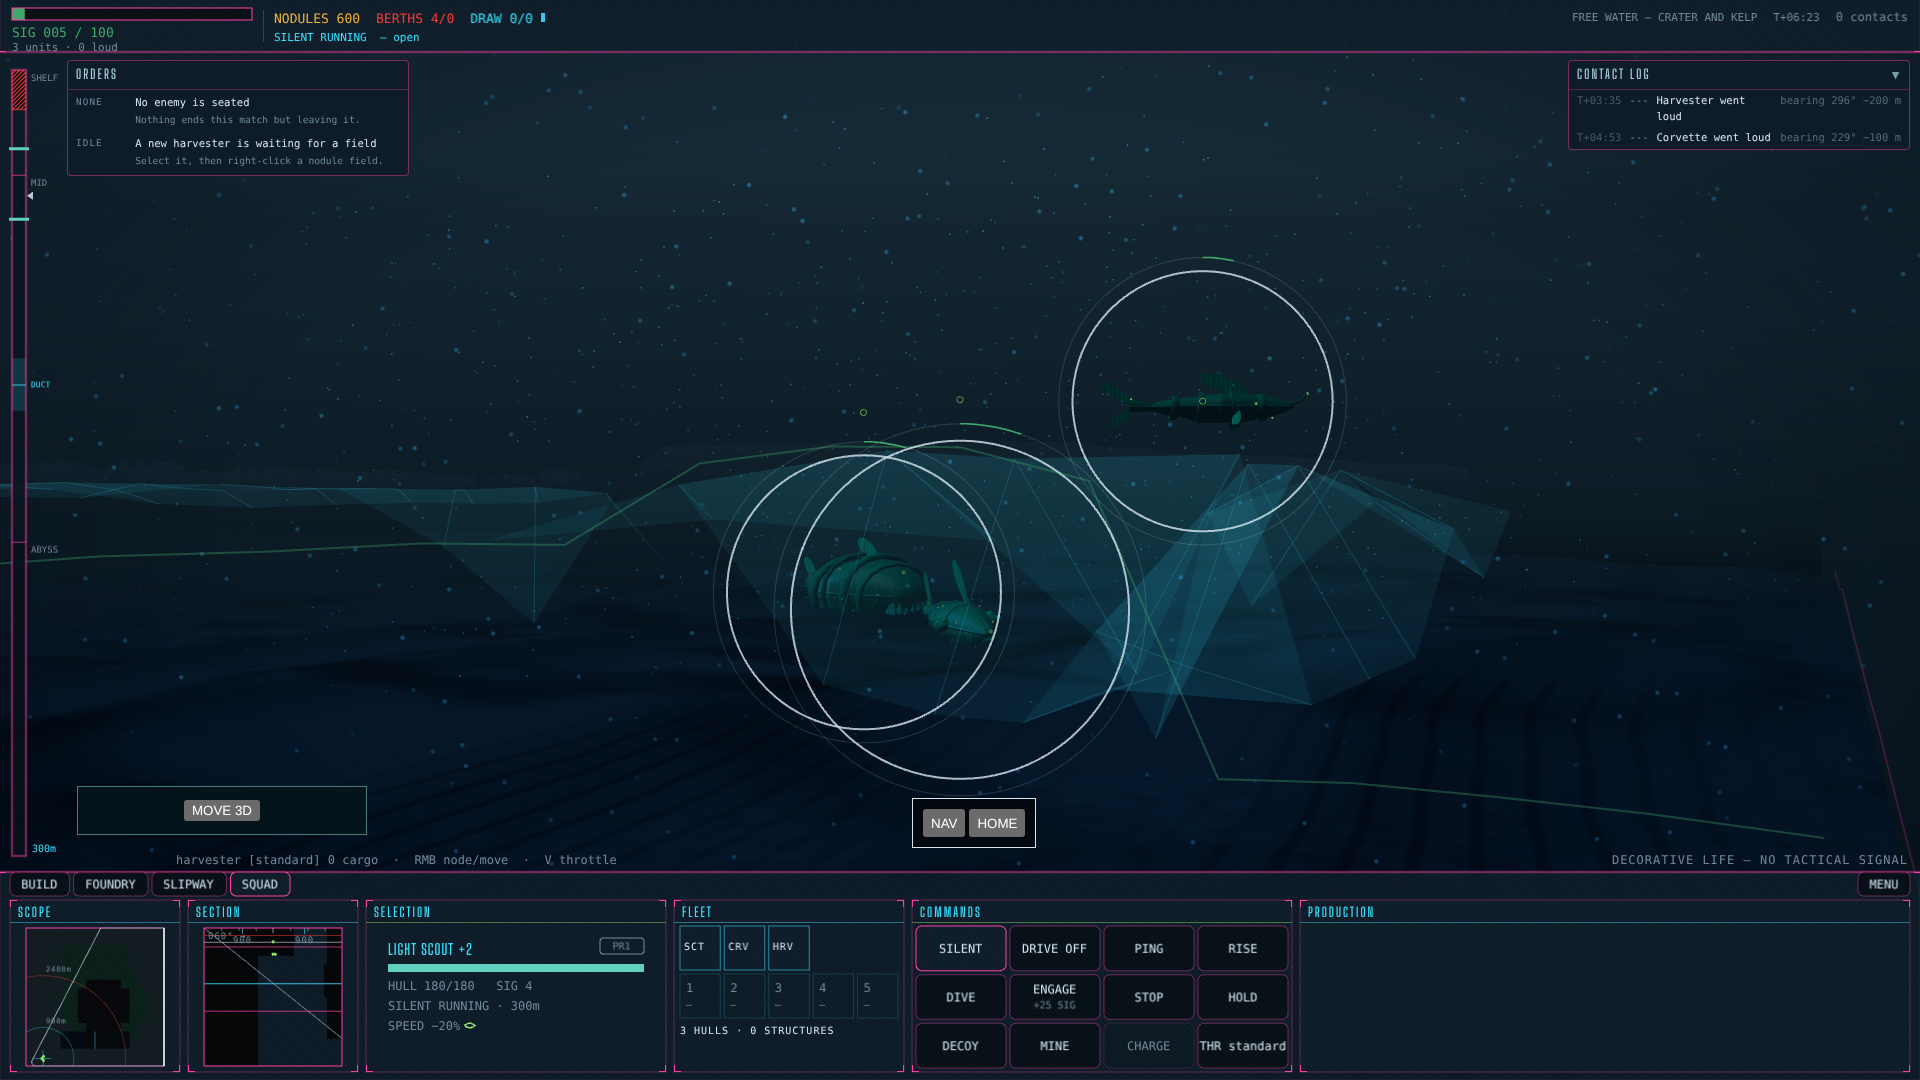 SIG 005 / 100
3 units · 0 loud
NODULES 600 BERTHS 4/0 DRAW 0/0
SILENT RUNNING — open
FREE WATER — CRATER AND KELP T+06:23 0 contacts
SHELF
MID
DUCT
ABYSS
300m
ORDERS
NONE No enemy is seated
Nothing ends this match but leaving it.
IDLE A new harvester is waiting for a field
Select it, then right-click a nodule field.
CONTACT LOG ▼
T+03:35 --- Harvester went loud bearing 296° ~200 m
T+04:53 --- Corvette went loud bearing 229° ~100 m
MOVE 3D
NAV HOME
harvester [standard] 0 cargo · RMB node/move · V throttle
DECORATIVE LIFE — NO TACTICAL SIGNAL
BUILD FOUNDRY SLIPWAY SQUAD
MENU
SCOPE
2400m
900m
SECTION
060°
900 900
SELECTION
LIGHT SCOUT +2 PR1
HULL 180/180 SIG 4
SILENT RUNNING · 300m
SPEED −20%
FLEET
SCT CRV HRV
1 2 3 4 5
— — — — —
3 HULLS · 0 STRUCTURES
COMMANDS
SILENT DRIVE OFF PING RISE
DIVE ENGAGE +25 SIG STOP HOLD
DECOY MINE CHARGE THR standard
PRODUCTION